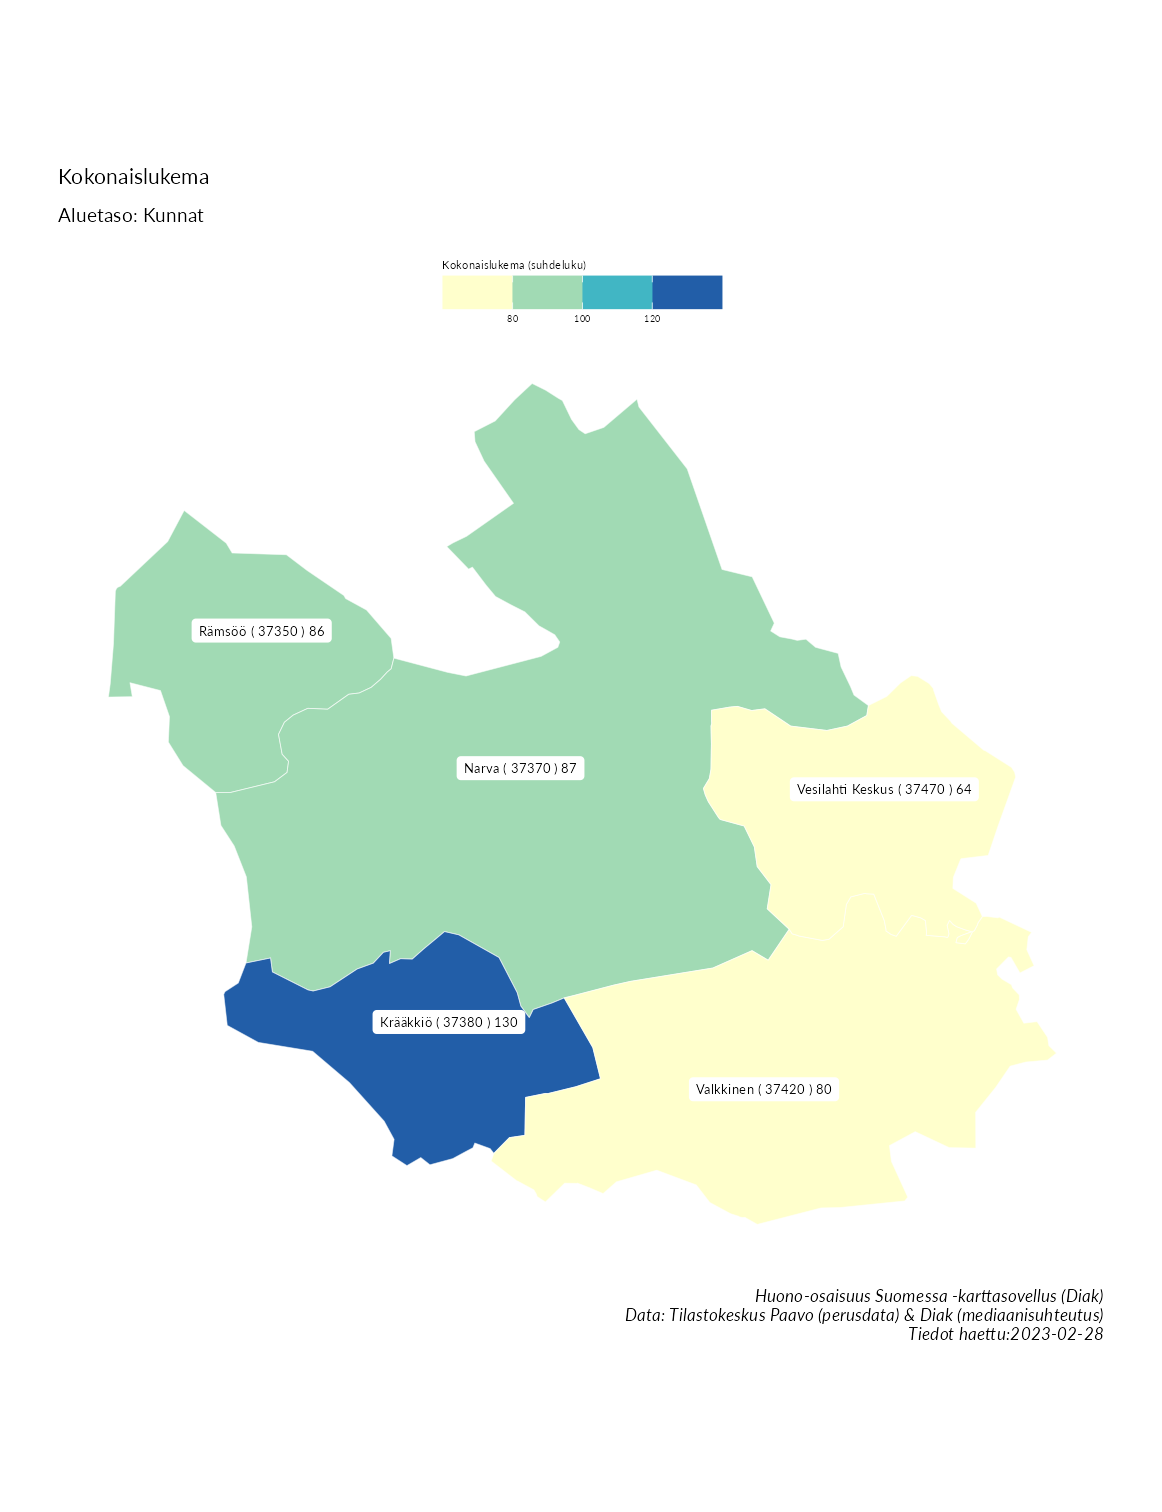 Kokonaislukema
Aluetaso: Kunnat
Kokonaislukema (suhdeluku)
80 100 120
Rämsöö ( 37350 ) 86
Narva ( 37370 ) 87
Vesilahti Keskus ( 37470 ) 64
Krääkkiö ( 37380 ) 130
Valkkinen ( 37420 ) 80
Huono-osaisuus Suomessa -karttasovellus (Diak)
Data: Tilastokeskus Paavo (perusdata) & Diak (mediaanisuhteutus)
Tiedot haettu:2023-02-28